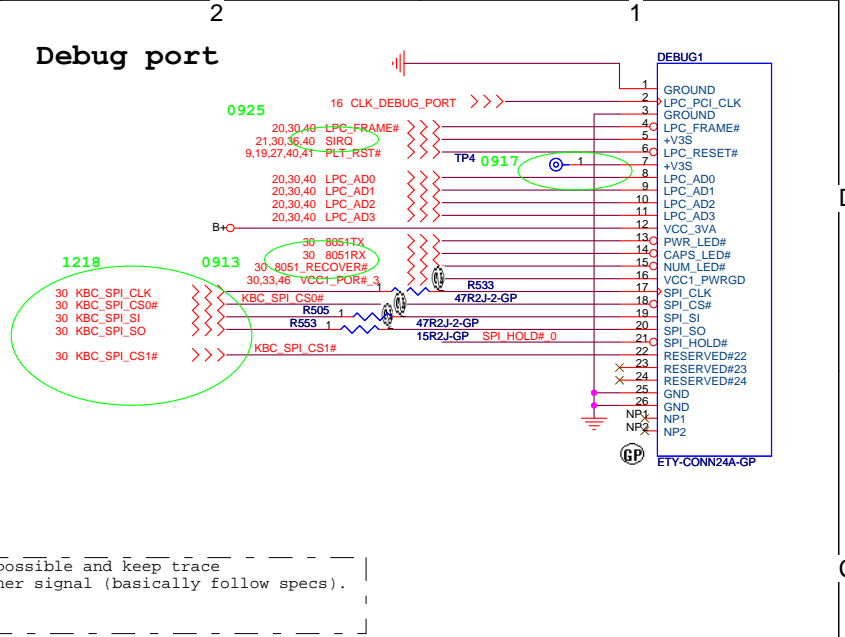 2 1
Debug port
DEBUG1
1 GROUND
16 CLK_DEBUG_PORT 2 LPC_PCI_CLK
0925
3 GROUND
20,30,40 LPC_FRAME# 4 LPC_FRAME#
21,30,36,40 SIRQ 5 +V3S
9,19,27,40,41 PLT_RST# 6 LPC_RESET#
TP4 0917 1 7 +V3S
20,30,40 LPC_AD0 8 LPC_AD0
20,30,40 LPC_AD1 9 LPC_AD1
20,30,40 LPC_AD2 10 LPC_AD2
20,30,40 LPC_AD3 11 LPC_AD3
B+ 12 VCC_3VA
30 8051TX 13 PWR_LED#
30 8051RX 14 CAPS_LED#
1218 0913
30 8051_RECOVER# 15 NUM_LED#
30,33,46 VCC1_POR#_3 16 VCC1_PWRGD
30 KBC_SPI_CLK 1 R533 17 SPI_CLK
47R2J-2-GP
30 KBC_SPI_CS0# KBC_SPI_CS0# 18 SPI_CS#
30 KBC_SPI_SI R505 1 19 SPI_SI
47R2J-2-GP
30 KBC_SPI_SO R553 1 2 20 SPI_SO
15R2J-GP SPI_HOLD#_0 21 SPI_HOLD#
30 KBC_SPI_CS1# KBC_SPI_CS1# 22 RESERVED#22
23 RESERVED#23
24 RESERVED#24
25 GND
26 GND
NP1 NP1
NP2 NP2
GP ETY-CONN24A-GP
possible and keep trace
ner signal (basically follow specs).